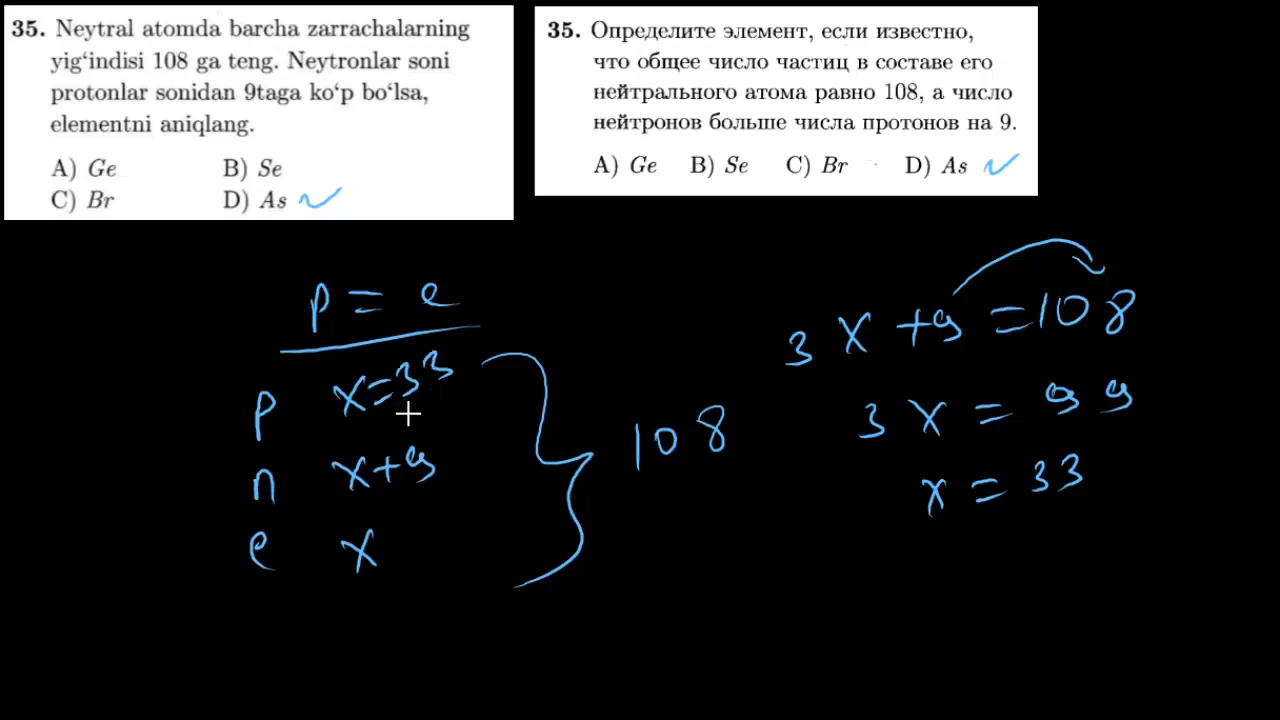 35. Neytral atomda barcha zarrachalarning
yig‘indisi 108 ga teng. Neytronlar soni
protonlar sonidan 9taga ko‘p bo‘lsa,
elementni aniqlang.
A) Ge B) Se
C) Br D) As
35. Определите элемент, если известно,
что общее число частиц в составе его
нейтрального атома равно 108, а число
нейтронов больше числа протонов на 9.
A) Ge B) Se C) Br D) As
p = e
p x=33
n x+9
e x
108
3x+9=108
3x=99
x=33